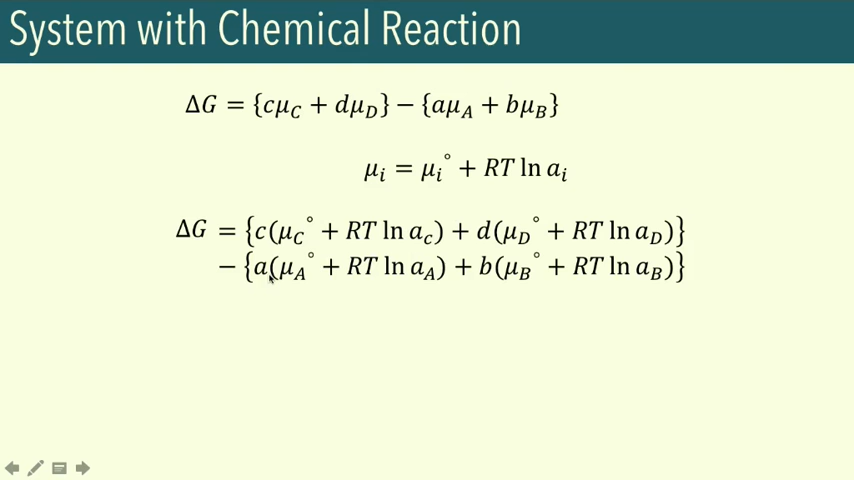 System with Chemical Reaction
ΔG = {cμ_C + dμ_D} − {aμ_A + bμ_B}
μ_i = μ_i° + RT ln a_i
ΔG = {c(μ_C° + RT ln a_c) + d(μ_D° + RT ln a_D)}
− {a(μ_A° + RT ln a_A) + b(μ_B° + RT ln a_B)}